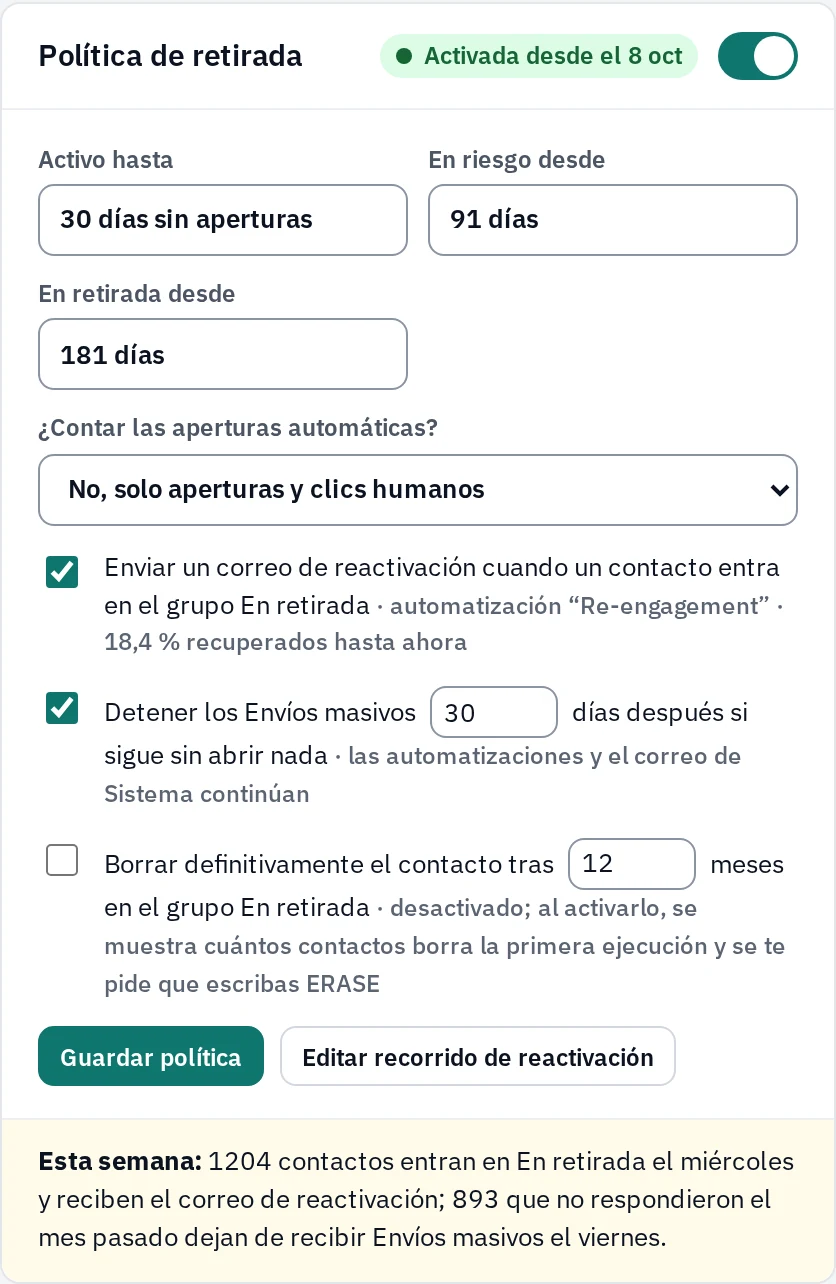 Política de retirada
Activada desde el 8 oct
Activo hasta
En riesgo desde
30 días sin aperturas
91 días
En retirada desde
181 días
¿Contar las aperturas automáticas?
No, solo aperturas y clics humanos
Enviar un correo de reactivación cuando un contacto entra
en el grupo En retirada · automatización “Re-engagement” ·
18,4 % recuperados hasta ahora
Detener los Envíos masivos 30 días después si
sigue sin abrir nada · las automatizaciones y el correo de
Sistema continúan
Borrar definitivamente el contacto tras 12 meses
en el grupo En retirada · desactivado; al activarlo, se
muestra cuántos contactos borra la primera ejecución y se te
pide que escribas ERASE
Guardar política
Editar recorrido de reactivación
Esta semana: 1204 contactos entran en En retirada el miércoles
y reciben el correo de reactivación; 893 que no respondieron el
mes pasado dejan de recibir Envíos masivos el viernes.